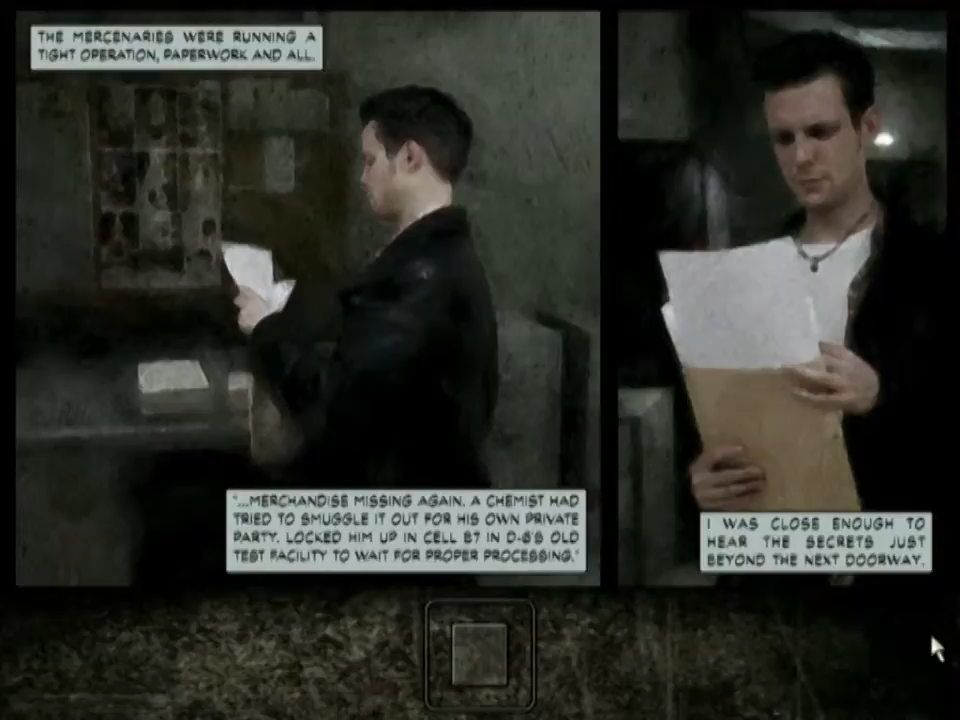 THE MERCENARIES WERE RUNNING A
TIGHT OPERATION, PAPERWORK AND ALL.
"...MERCHANDISE MISSING AGAIN. A CHEMIST HAD
TRIED TO SMUGGLE IT OUT FOR HIS OWN PRIVATE
PARTY. LOCKED HIM UP IN CELL 87 IN D-6'S OLD
TEST FACILITY TO WAIT FOR PROPER PROCESSING."
I WAS CLOSE ENOUGH TO
HEAR THE SECRETS JUST
BEYOND THE NEXT DOORWAY.